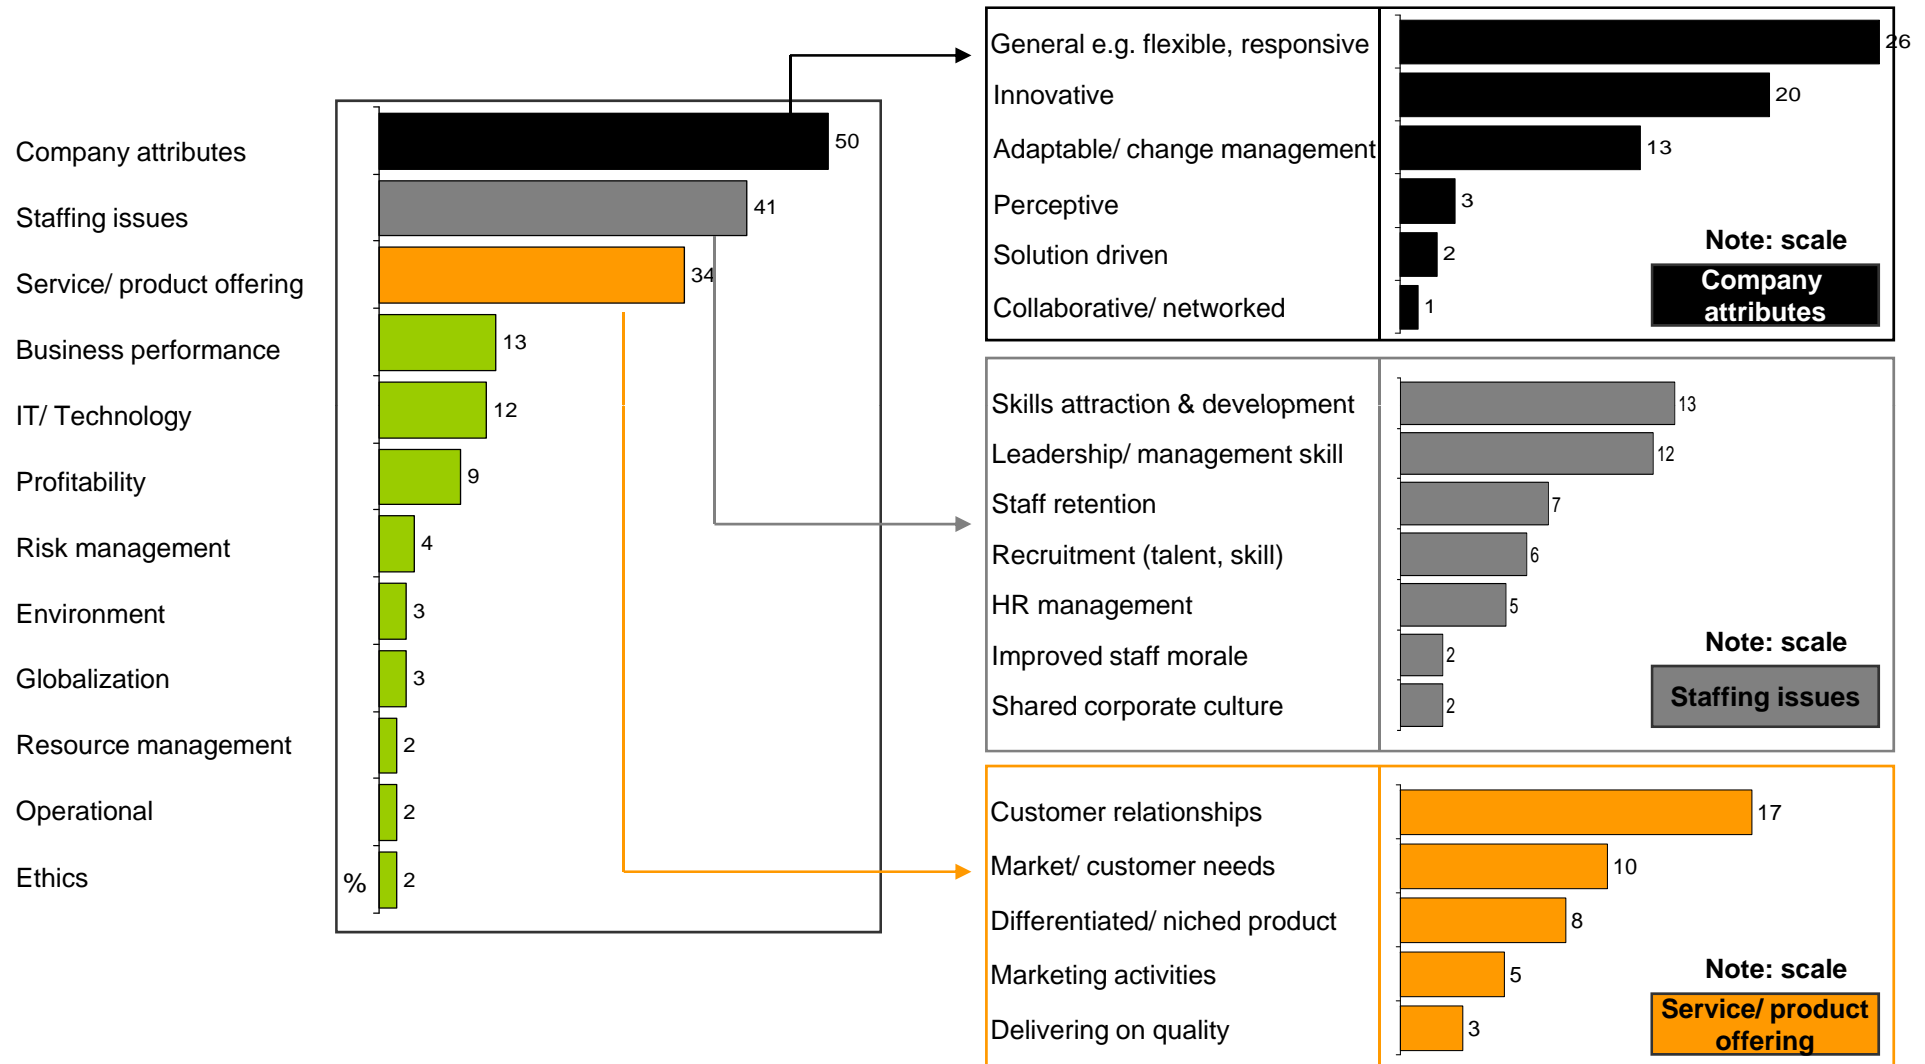 Company attributes 50
Staffing issues 41
Service/ product offering 34
Business performance 13
IT/ Technology 12
Profitability 9
Risk management 4
Environment 3
Globalization 3
Resource management 2
Operational 2
Ethics % 2
General e.g. flexible, responsive 26
Innovative 20
Adaptable/ change management 13
Perceptive 3
Note: scale
Solution driven 2
Company
attributes
Collaborative/ networked 1
Skills attraction & development 13
Leadership/ management skill 12
Staff retention 7
Recruitment (talent, skill) 6
HR management 5
Note: scale
Improved staff morale 2
Staffing issues
Shared corporate culture 2
Customer relationships 17
Market/ customer needs 10
Differentiated/ niched product 8
Marketing activities 5
Note: scale
Service/ product
offering
Delivering on quality 3